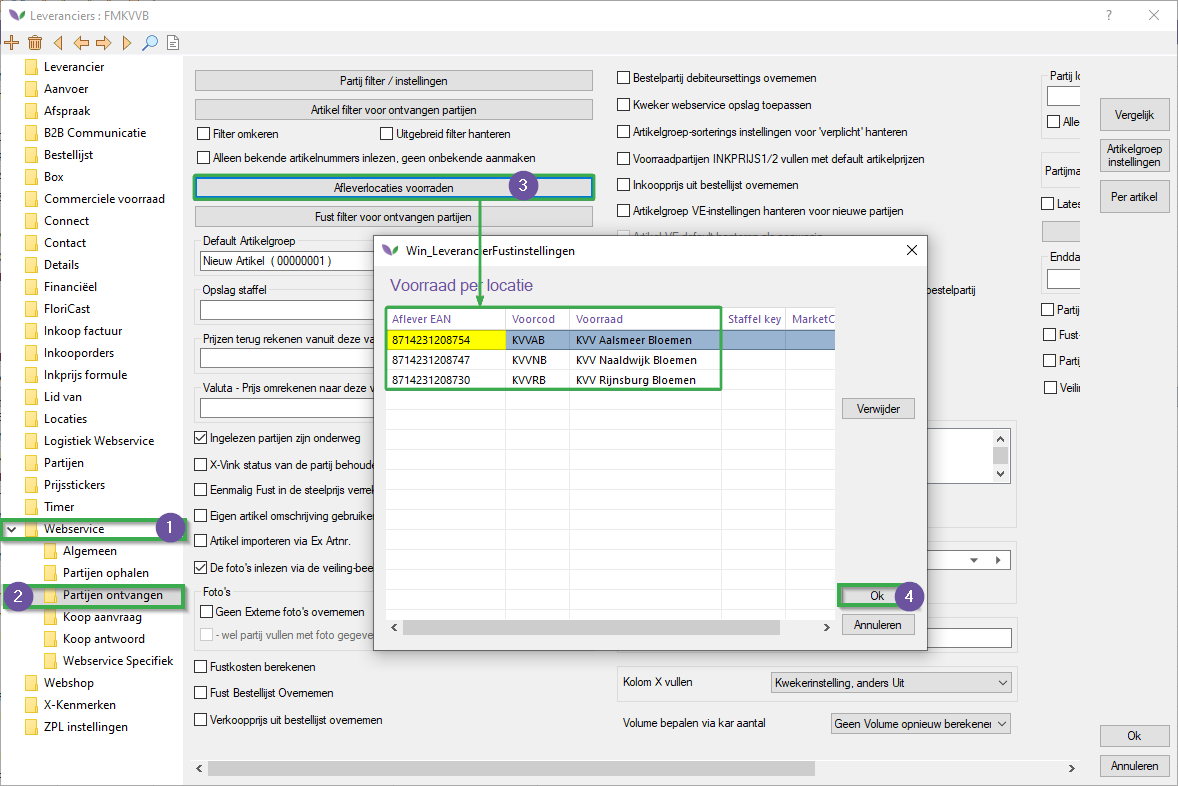 Leveranciers : FMKVVB
?
Leverancier
Aanvoer
Afspraak
B2B Communicatie
Bestellijst
Box
Commerciele voorraad
Connect
Contact
Details
Financiëel
FloriCast
Inkoop factuur
Inkooporders
Inkprijs formule
Lid van
Locaties
Logistiek Webservice
Partijen
Prijsstickers
Timer
Webservice
1
Algemeen
Partijen ophalen
2
Partijen ontvangen
Koop aanvraag
Koop antwoord
Webservice Specifiek
Webshop
X-Kenmerken
ZPL instellingen
Partij filter / instellingen
Artikel filter voor ontvangen partijen
Filter omkeren
Uitgebreid filter hanteren
Alleen bekende artikelnummers inlezen, geen onbekende aanmaken
Afleverlocaties voorraden
3
Fust filter voor ontvangen partijen
Default Artikelgroep
Nieuw Artikel ( 00000001 )
Opslag staffel
Prijzen terug rekenen vanuit deze va
Valuta - Prijs omrekenen naar deze v
Ingelezen partijen zijn onderweg
X-Vink status van de partij behoude
Eenmalig Fust in de steelprijs verrek
Eigen artikel omschrijving gebruiken
Artikel importeren via Ex Artnr.
De foto's inlezen via de veiling-bee
Foto's
Geen Externe foto's overnemen
- wel partij vullen met foto gegeve
Fustkosten berekenen
Fust Bestellijst Overnemen
Verkoopprijs uit bestellijst overnemen
Bestelpartij debiteursettings overnemen
Kweker webservice opslag toepassen
Artikelgroep-sorterings instellingen voor 'verplicht' hanteren
Voorraadpartijen INKPRIJS1/2 vullen met default artikelprijzen
Inkoopprijs uit bestellijst overnemen
Artikelgroep VE-instellingen hanteren voor nieuwe partijen
bestelpartij
Kolom X vullen
Kwekerinstelling, anders Uit
Volume bepalen via kar aantal
Geen Volume opnieuw berekenen
Partij lo
Alle
Partijma
Lates
Endda
Partij
Fust-
Partij
Veilin
Vergelijk
Artikelgroep
instellingen
Per artikel
Ok
Annuleren
Win_LeverancierFustinstellingen
Voorraad per locatie
Aflever EAN
Voorcod
Voorraad
Staffel key
MarketC
8714231208754
KVVAB
KVV Aalsmeer Bloemen
8714231208747
KVVNB
KVV Naaldwijk Bloemen
8714231208730
KVVRB
KVV Rijnsburg Bloemen
Verwijder
Ok
4
Annuleren